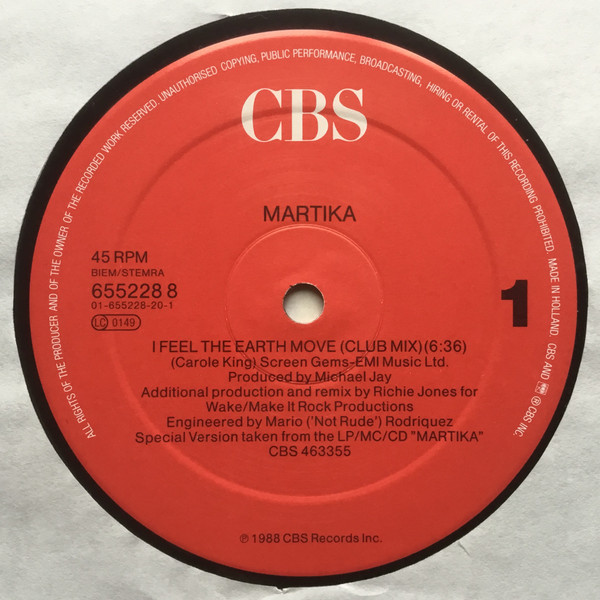 ALL RIGHTS OF THE PRODUCER AND OF THE OWNER OF THE RECORDED WORK RESERVED. UNAUTHORISED COPYING, PUBLIC PERFORMANCE, BROADCASTING, HIRING OR RENTAL OF THIS RECORDING PROHIBITED. MADE IN HOLLAND. CBS AND ℗ © CBS INC.
CBS
MARTIKA
45 RPM
BIEM/STEMRA
655228 8
01-655228-20-1
LC 0149
1
I FEEL THE EARTH MOVE (CLUB MIX)(6:36)
(Carole King) Screen Gems-EMI Music Ltd.
Produced by Michael Jay
Additional production and remix by Richie Jones for
Wake/Make It Rock Productions
Engineered by Mario ('Not Rude') Rodriquez
Special Version taken from the LP/MC/CD "MARTIKA"
CBS 463355
℗ 1988 CBS Records Inc.